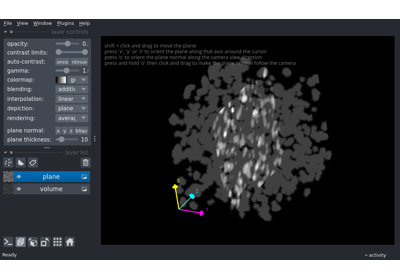 File View Window Plugins Help
layer controls
opacity: 0.
contrast limits:
auto-contrast: once
gamma: 1.
colormap: gr
blending: additiv
interpolation: linear
depiction: plane
rendering: averag
plane normal: x y z
plane thickness: 10
layer list
plane
volume
Ready
activity
shift + click and drag to move the plane
press 'x', 'y' or 'z' to orient the plane along that axis around the cursor
press 'o' to orient the plane normal along the camera view direction
press and hold 'o' then click and drag to make the plane normal follow the camera